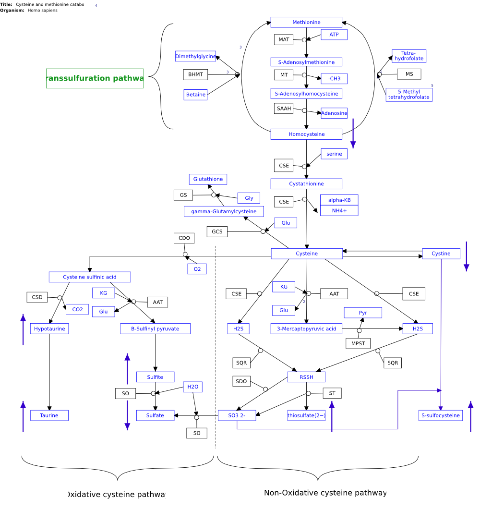 Title: Cysteine and methionine catabo
Organism: Homo sapiens
Methionine
MAT
ATP
Dimethylglycine
Tetra-
hydrofolate
S-Adenosylmethionine
ranssulfuration pathwa
BHMT
MT
CH3
MS
Betaine
S-Adenosylhomocysteine
5-Methyl
tetrahydrofolate
SAAH
Adenosine
Homocysteine
serine
CSE
Glutathione
Cystathionine
GS
Gly
CSE
alpha-KB
NH4+
gamma-Glutamylcysteine
Glu
GCS
CDO
Cysteine
Cystine
O2
Cysteine sulfinic acid
KG
CSD
AAT
CO2
Glu
KG
CSE
AAT
CSE
Glu
Pyr
Hypotaurine
B-Sulfinyl pyruvate
H2S
3-Mercaptopyruvic acid
H2S
MPST
SQR
SQR
Sulfite
RSSH
SDO
H2O
SO
ST
Taurine
Sulfate
SO3 2-
thiosulfate(2−)
S-sulfocysteine
SO
Oxidative cysteine pathwa
Non-Oxidative cysteine pathway